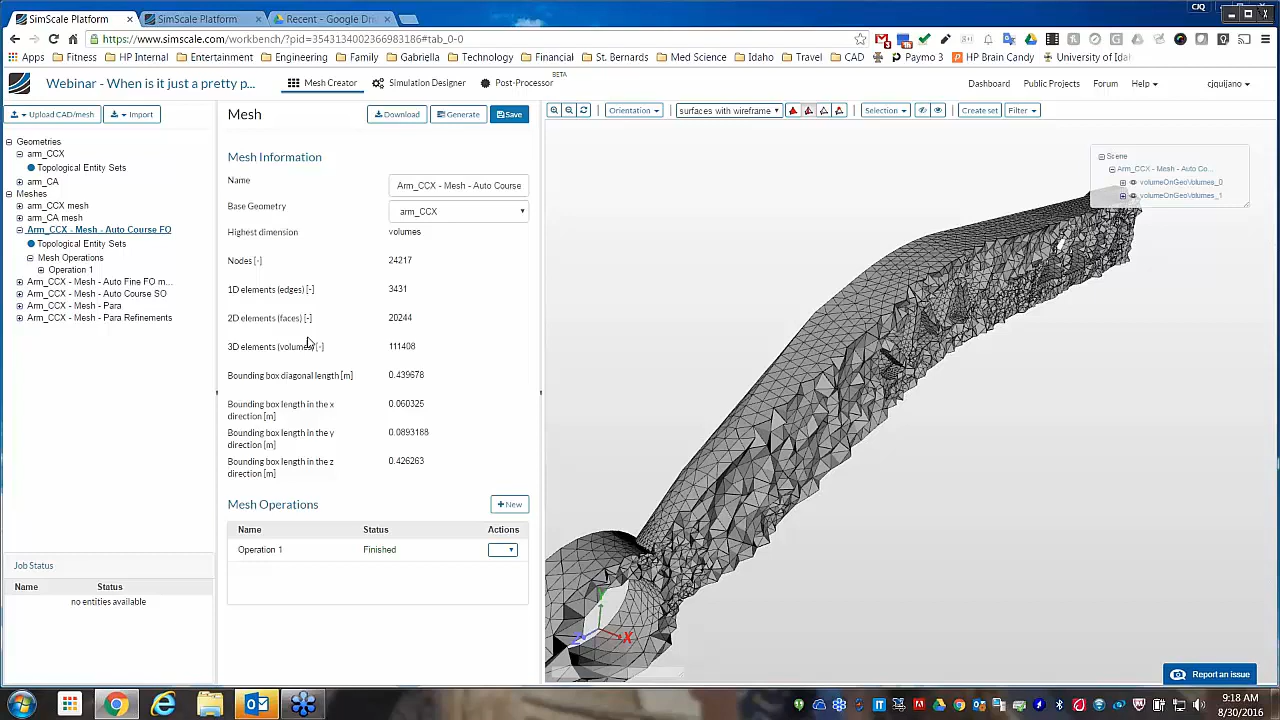 CIQ
SimScale Platform
SimScale Platform
Recent - Google Dri
https://www.simscale.com/workbench/?pid=3543134002366983186#tab_0-0
Apps Fitness HP Internal Entertainment Engineering Family Gabriella Technology Financial St. Bernards Med Science Idaho Travel CAD Paymo 3 HP Brain Candy University of Idah
Webinar - When is it just a pretty p...
Mesh Creator
Simulation Designer
Post-Processor
BETA
Dashboard Public Projects Forum Help cjquijano
Upload CAD/mesh
Import
Geometries
arm_CCX
Topological Entity Sets
arm_CA
Meshes
arm_CCX mesh
arm_CA mesh
Arm_CCX - Mesh - Auto Course FO
Topological Entity Sets
Mesh Operations
Operation 1
Arm_CCX - Mesh - Auto Fine FO m...
Arm_CCX - Mesh - Auto Course SO
Arm_CCX - Mesh - Para
Arm_CCX - Mesh - Para Refinements
Job Status
Name Status
no entities available
Mesh
Download
Generate
Save
Mesh Information
Name Arm_CCX - Mesh - Auto Course
Base Geometry arm_CCX
Highest dimension volumes
Nodes [-] 24217
1D elements (edges) [-] 3431
2D elements (faces) [-] 20244
3D elements (volumes) [-] 111408
Bounding box diagonal length [m] 0.439678
Bounding box length in the x
direction [m] 0.060325
Bounding box length in the y
direction [m] 0.0893188
Bounding box length in the z
direction [m] 0.426263
Mesh Operations
New
Name Status Actions
Operation 1 Finished
Orientation
surfaces with wireframe
Selection
Create set
Filter
Scene
Arm_CCX - Mesh - Auto Co...
volumeOnGeoVolumes_0
volumeOnGeoVolumes_1
X
Report an issue
9:18 AM
8/30/2016